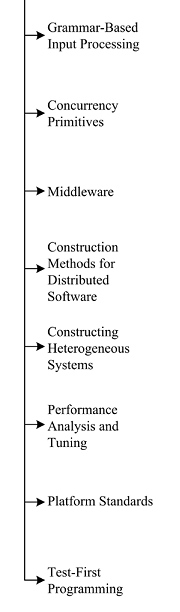 Grammar-Based
Input Processing
Concurrency
Primitives
Middleware
Construction
Methods for
Distributed
Software
Constructing
Heterogeneous
Systems
Performance
Analysis and
Tuning
Platform Standards
Test-First
Programming